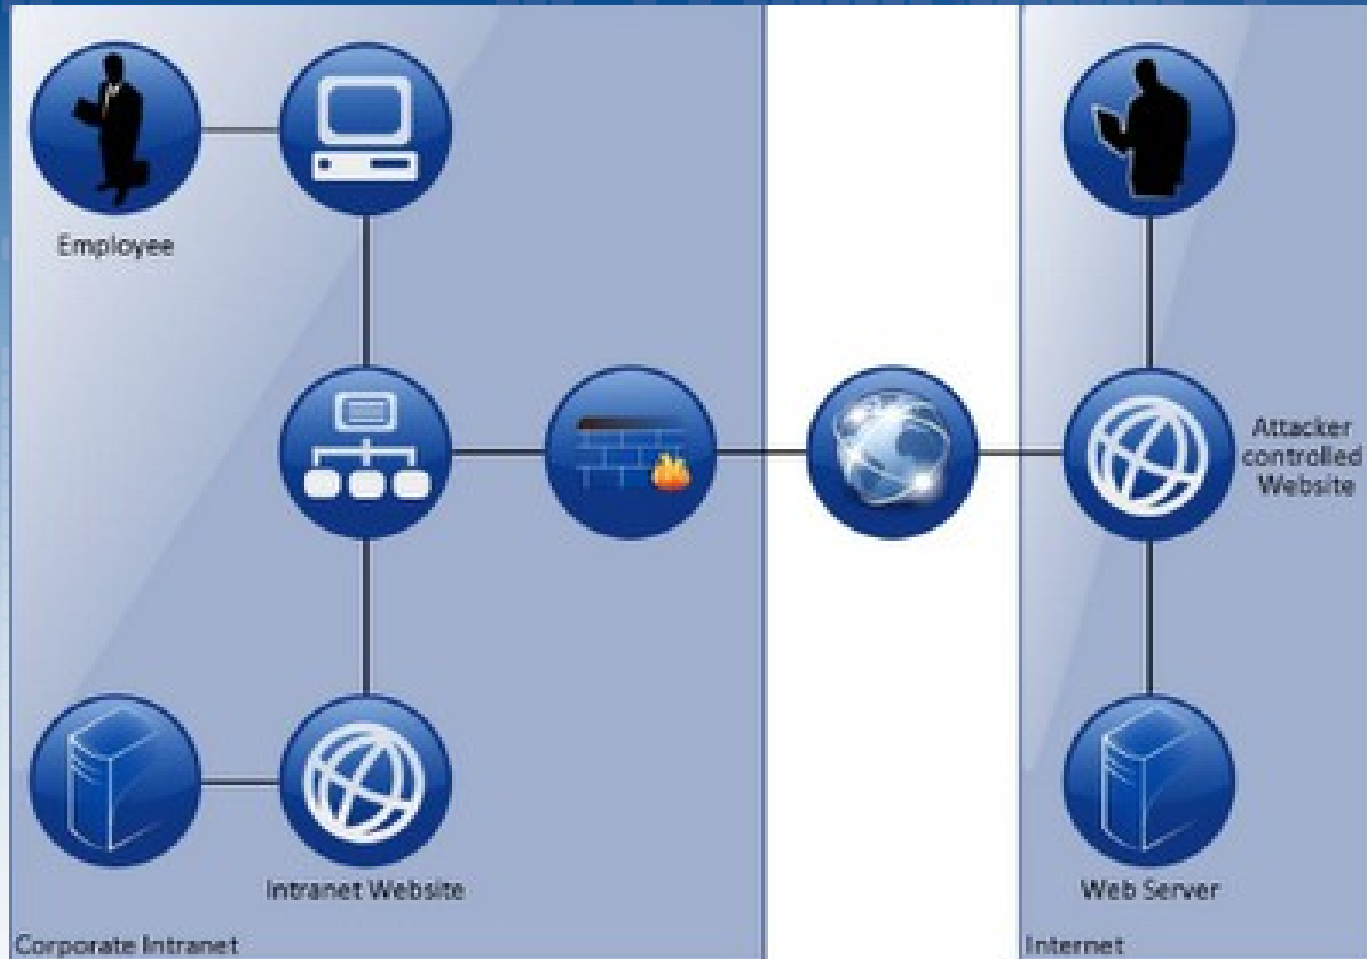 Employee
Attacker
controlled
Website
Intranet Website
Web Server
Corporate Intranet
Internet